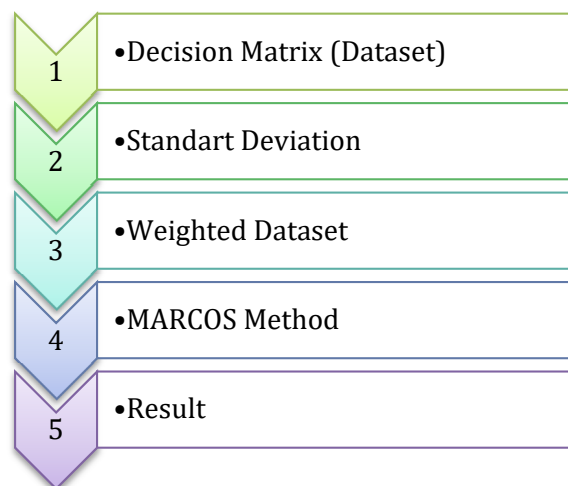 1
•Decision Matrix (Dataset)
2
•Standart Deviation
3
•Weighted Dataset
4
•MARCOS Method
5
•Result